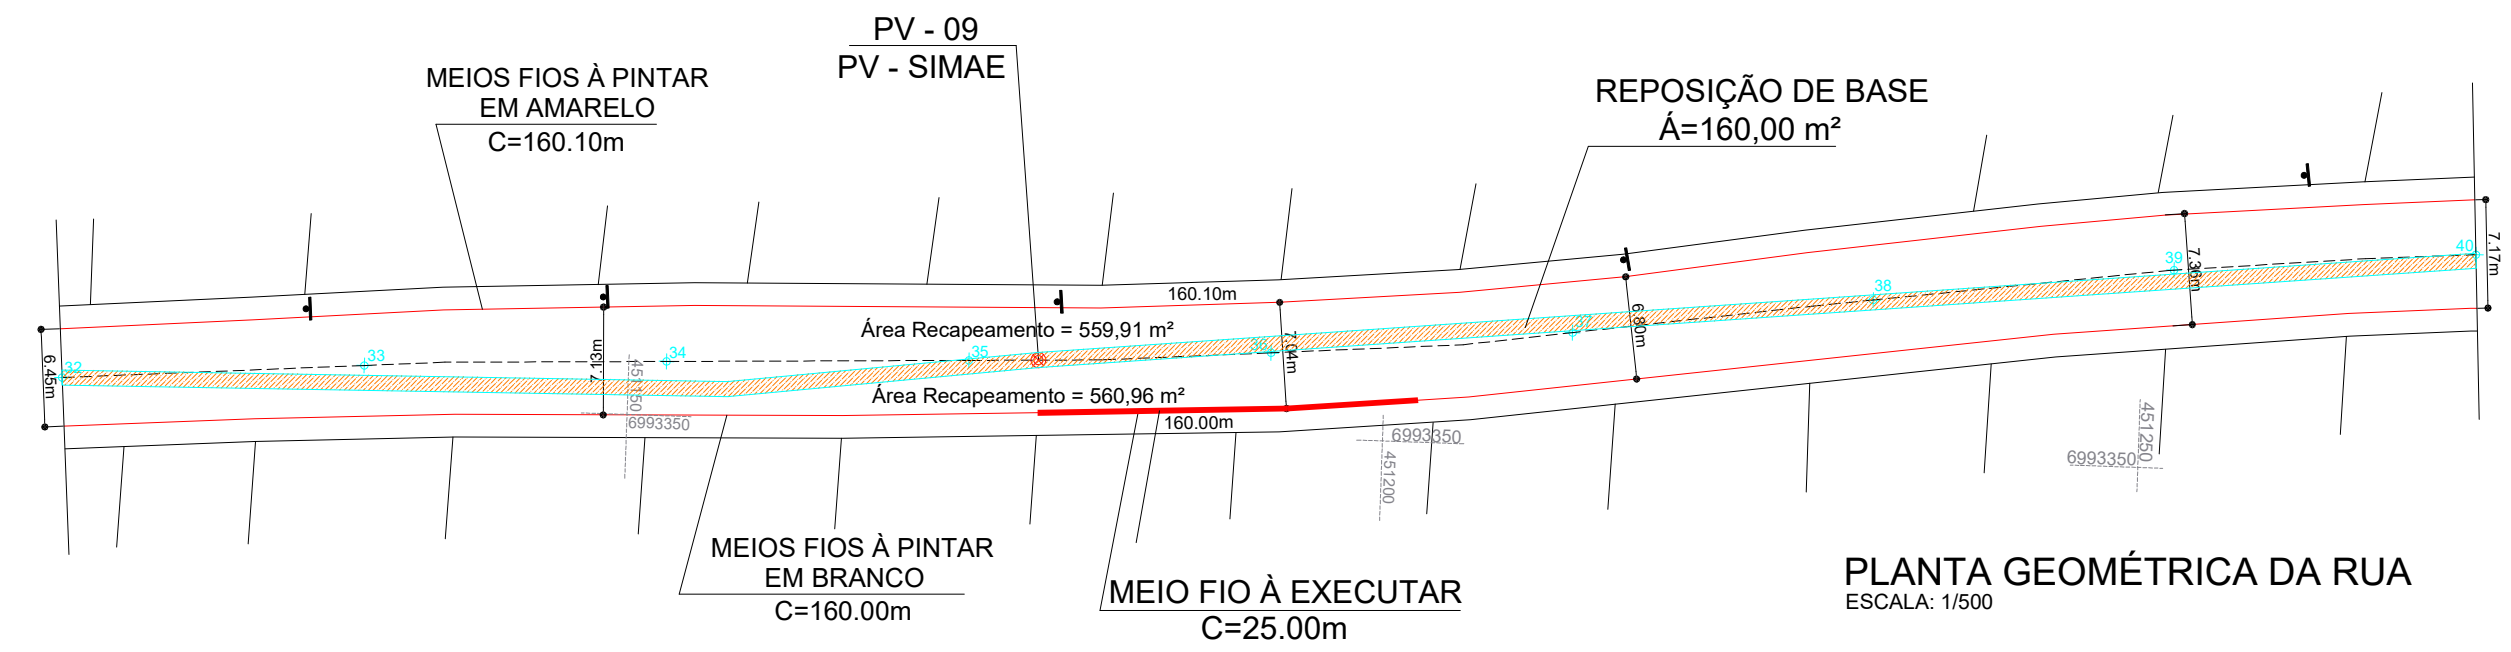 PV - 09
PV - SIMAE
MEIOS FIOS À PINTAR
EM AMARELO
C=160.10m
REPOSIÇÃO DE BASE
Á=160,00 m²
160.10m
Área Recapeamento = 559,91 m²
Área Recapeamento = 560,96 m²
160.00m
6.45m
7.13m
7.04m
6.80m
7.36m
7.17m
32
33
34
35
36
37
38
39
40
451150
6993350
6993350
451200
451250
6993350
MEIOS FIOS À PINTAR
EM BRANCO
C=160.00m
MEIO FIO À EXECUTAR
C=25.00m
PLANTA GEOMÉTRICA DA RUA
ESCALA: 1/500